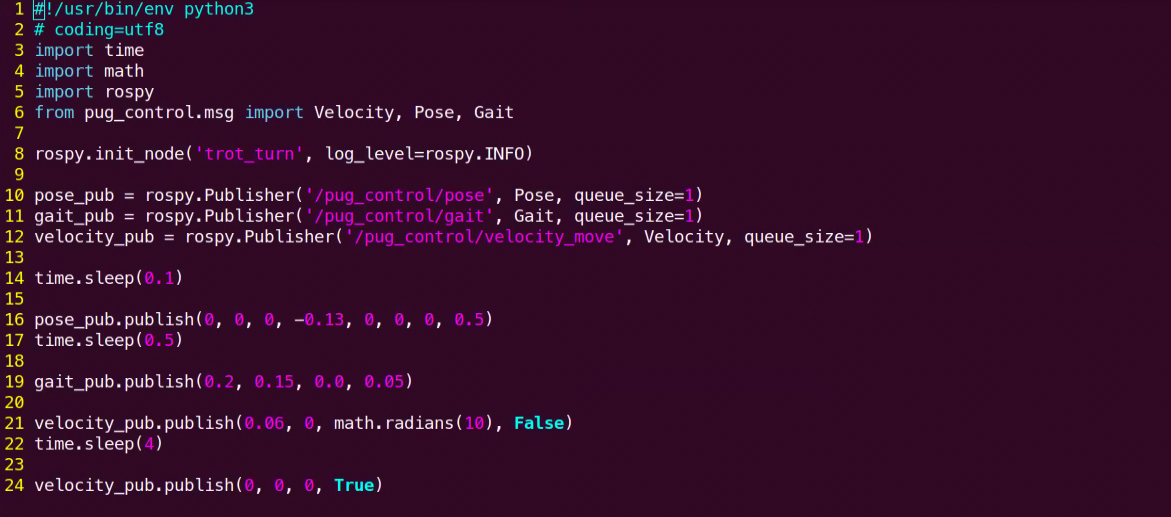 1 #!/usr/bin/env python3
2 # coding=utf8
3 import time
4 import math
5 import rospy
6 from pug_control.msg import Velocity, Pose, Gait
7
8 rospy.init_node('trot_turn', log_level=rospy.INFO)
9
10 pose_pub = rospy.Publisher('/pug_control/pose', Pose, queue_size=1)
11 gait_pub = rospy.Publisher('/pug_control/gait', Gait, queue_size=1)
12 velocity_pub = rospy.Publisher('/pug_control/velocity_move', Velocity, queue_size=1)
13
14 time.sleep(0.1)
15
16 pose_pub.publish(0, 0, 0, -0.13, 0, 0, 0, 0.5)
17 time.sleep(0.5)
18
19 gait_pub.publish(0.2, 0.15, 0.0, 0.05)
20
21 velocity_pub.publish(0.06, 0, math.radians(10), False)
22 time.sleep(4)
23
24 velocity_pub.publish(0, 0, 0, True)